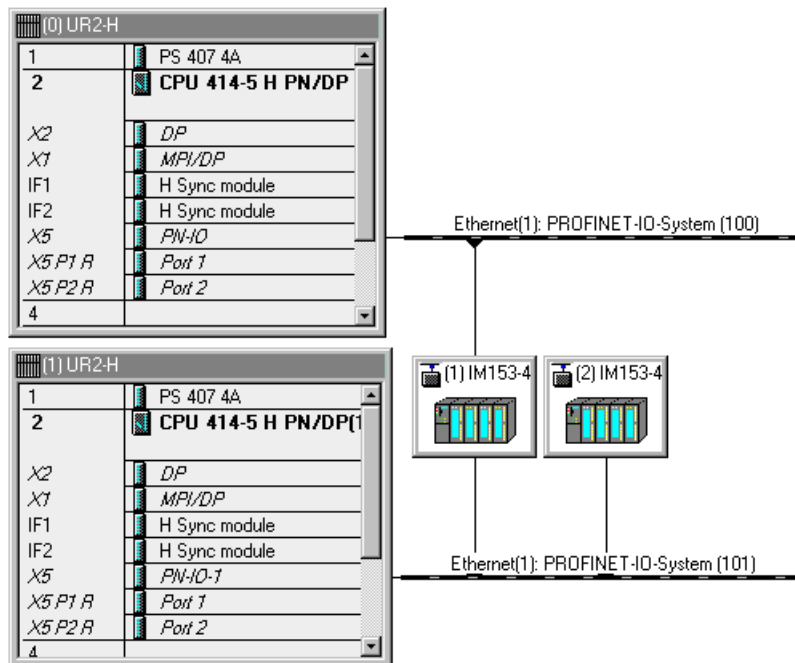 (0) UR2-H
1 PS 407 4A
2 CPU 414-5 H PN/DP
X2 DP
X1 MPI/DP
IF1 H Sync module
IF2 H Sync module
X5 PN-IO
X5 P1 R Port 1
X5 P2 R Port 2
4
Ethernet(1): PROFINET-IO-System (100)
(1) IM153-4
(2) IM153-4
(1) UR2-H
1 PS 407 4A
2 CPU 414-5 H PN/DP(1
X2 DP
X1 MPI/DP
IF1 H Sync module
IF2 H Sync module
X5 PN-IO-1
X5 P1 R Port 1
X5 P2 R Port 2
4
Ethernet(1): PROFINET-IO-System (101)